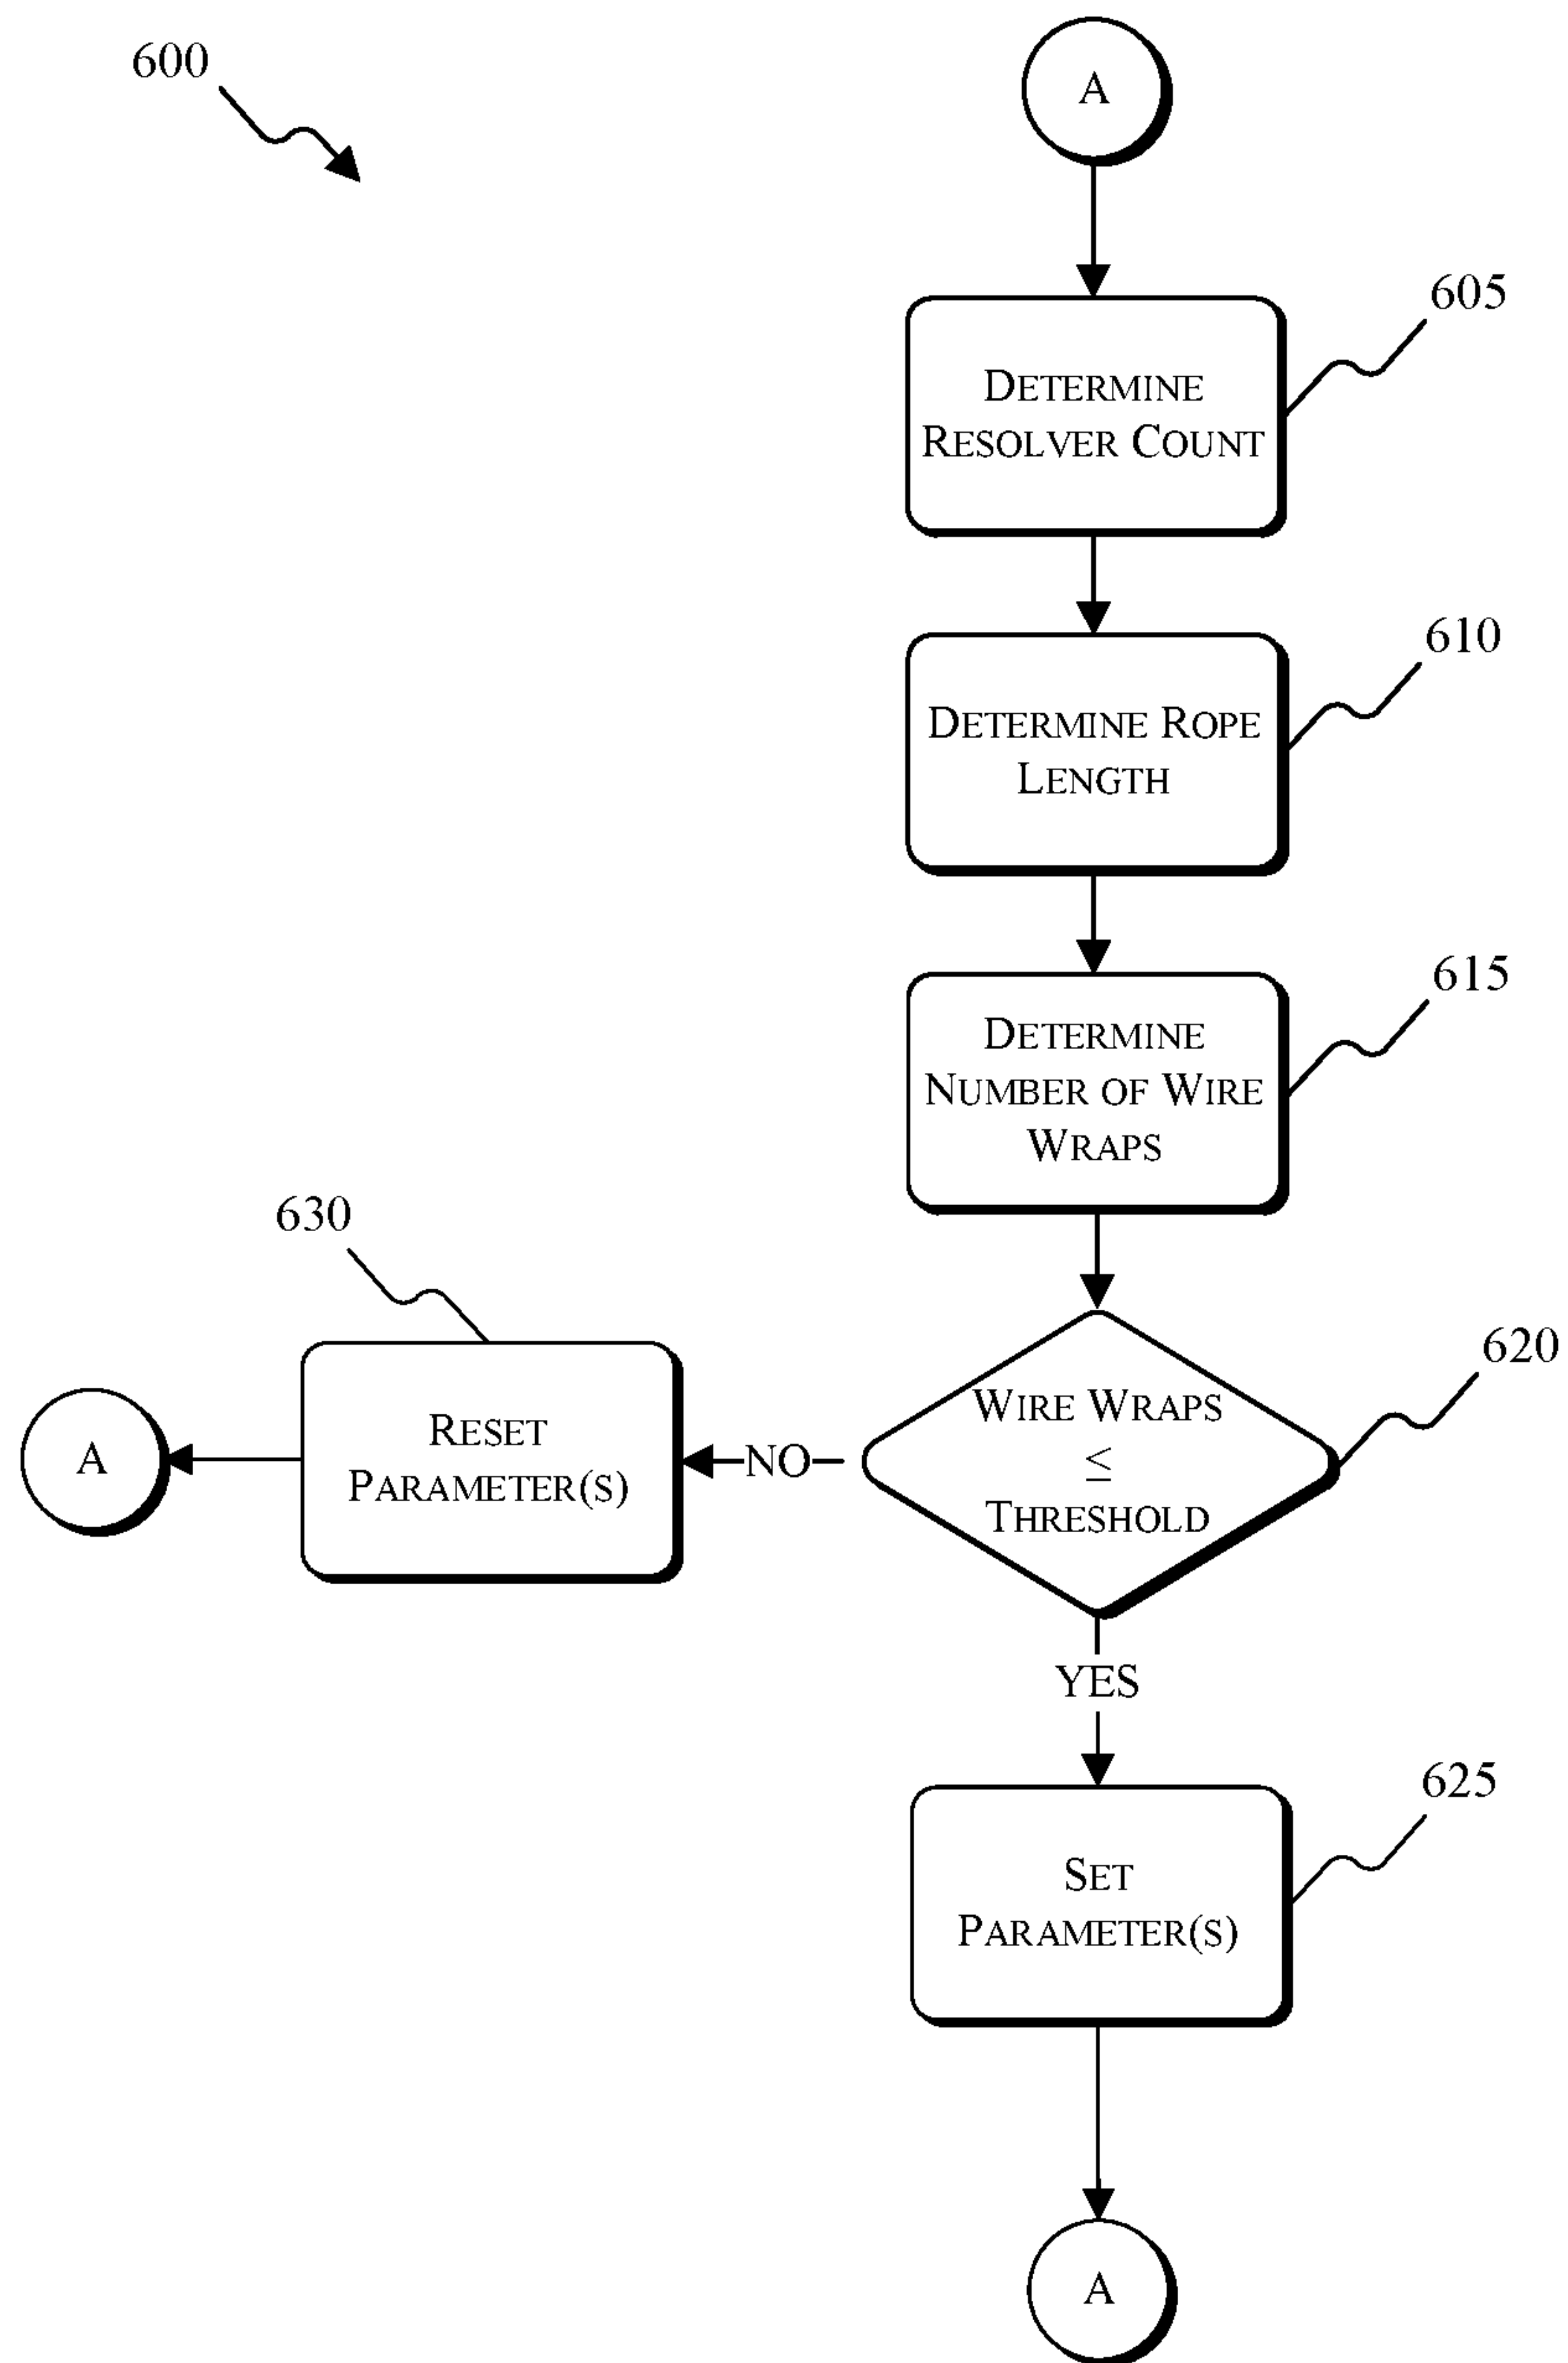 600
A
605
DETERMINE
RESOLVER COUNT
610
DETERMINE ROPE
LENGTH
615
DETERMINE
NUMBER OF WIRE
WRAPS
630
620
WIRE WRAPS
≤
THRESHOLD
NO
RESET
PARAMETER(S)
A
YES
625
SET
PARAMETER(S)
A